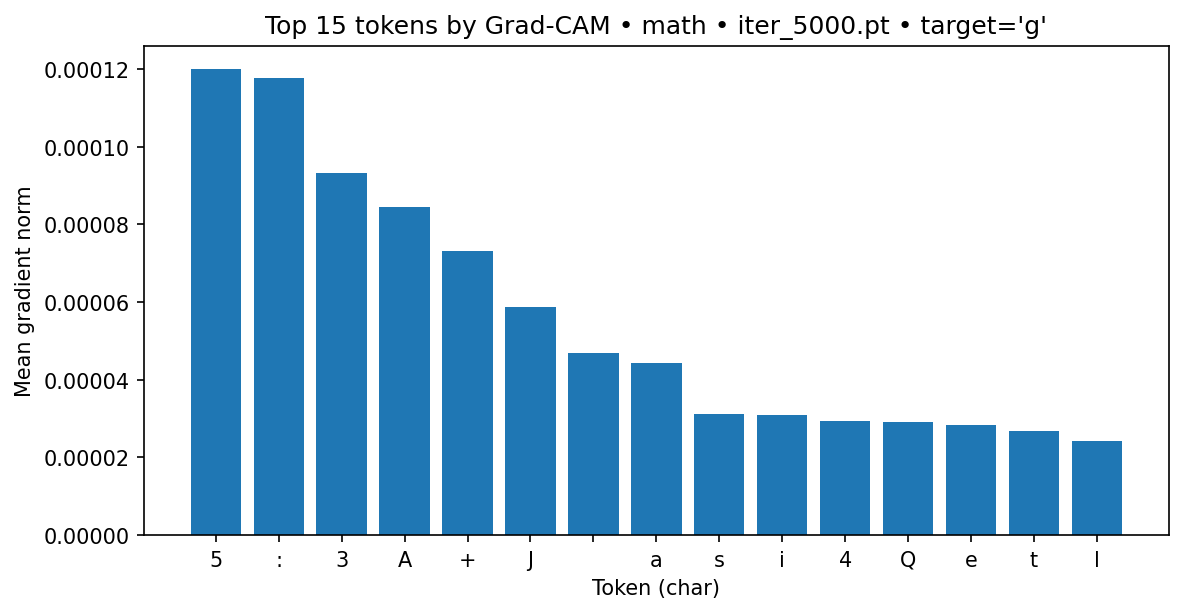 Top 15 tokens by Grad-CAM • math • iter_5000.pt • target='g'
Mean gradient norm
0.00012
0.00010
0.00008
0.00006
0.00004
0.00002
0.00000
5 : 3 A + J a s i 4 Q e t l
Token (char)